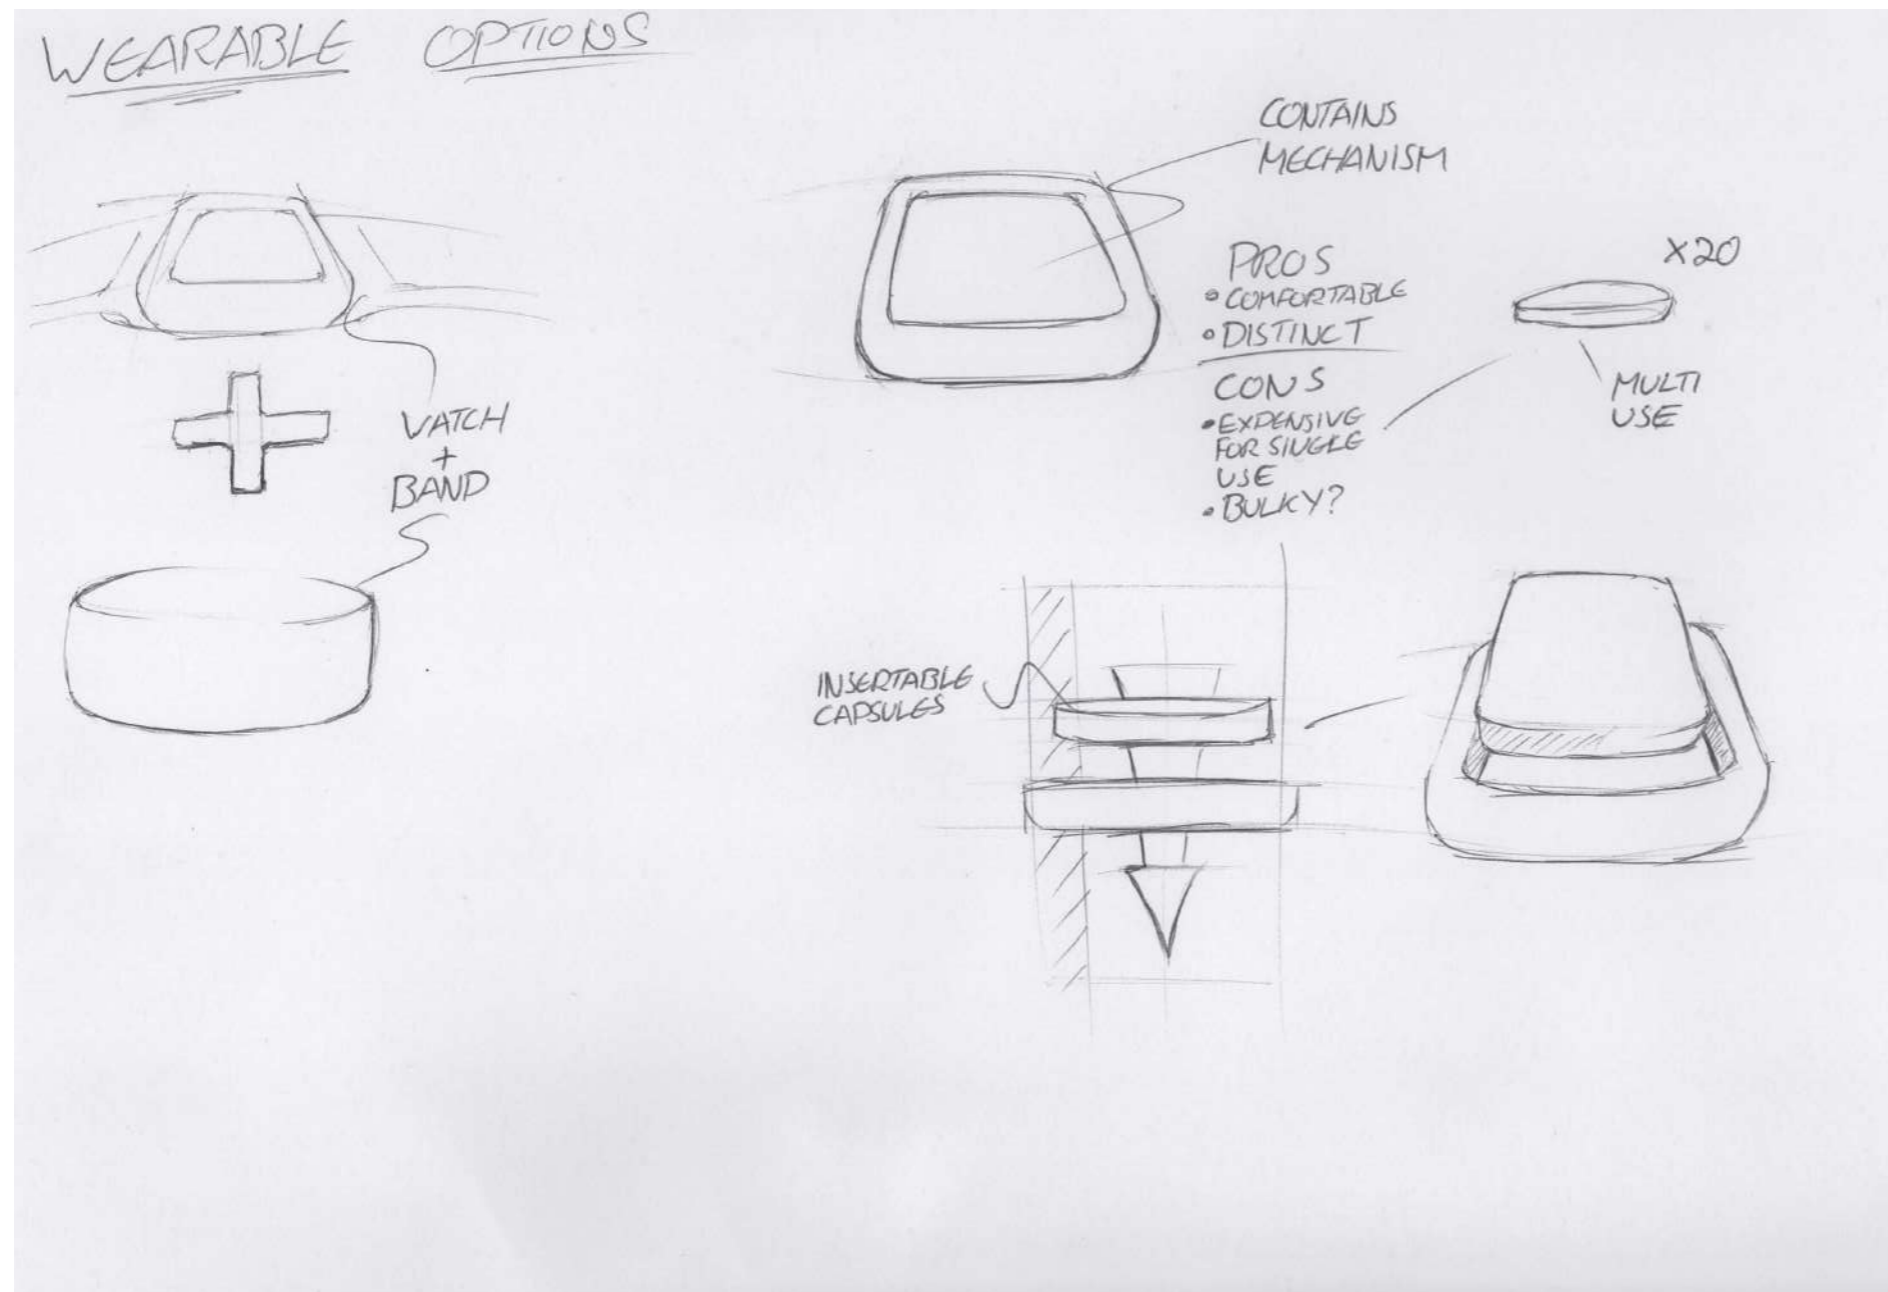 WEARABLE OPTIONS
CONTAINS
MECHANISM
PROS
• COMFORTABLE
• DISTINCT
CONS
• EXPENSIVE
FOR SINGLE
USE
• BULKY?
X20
MULTI
USE
WATCH
+
BAND
INSERTABLE
CAPSULES